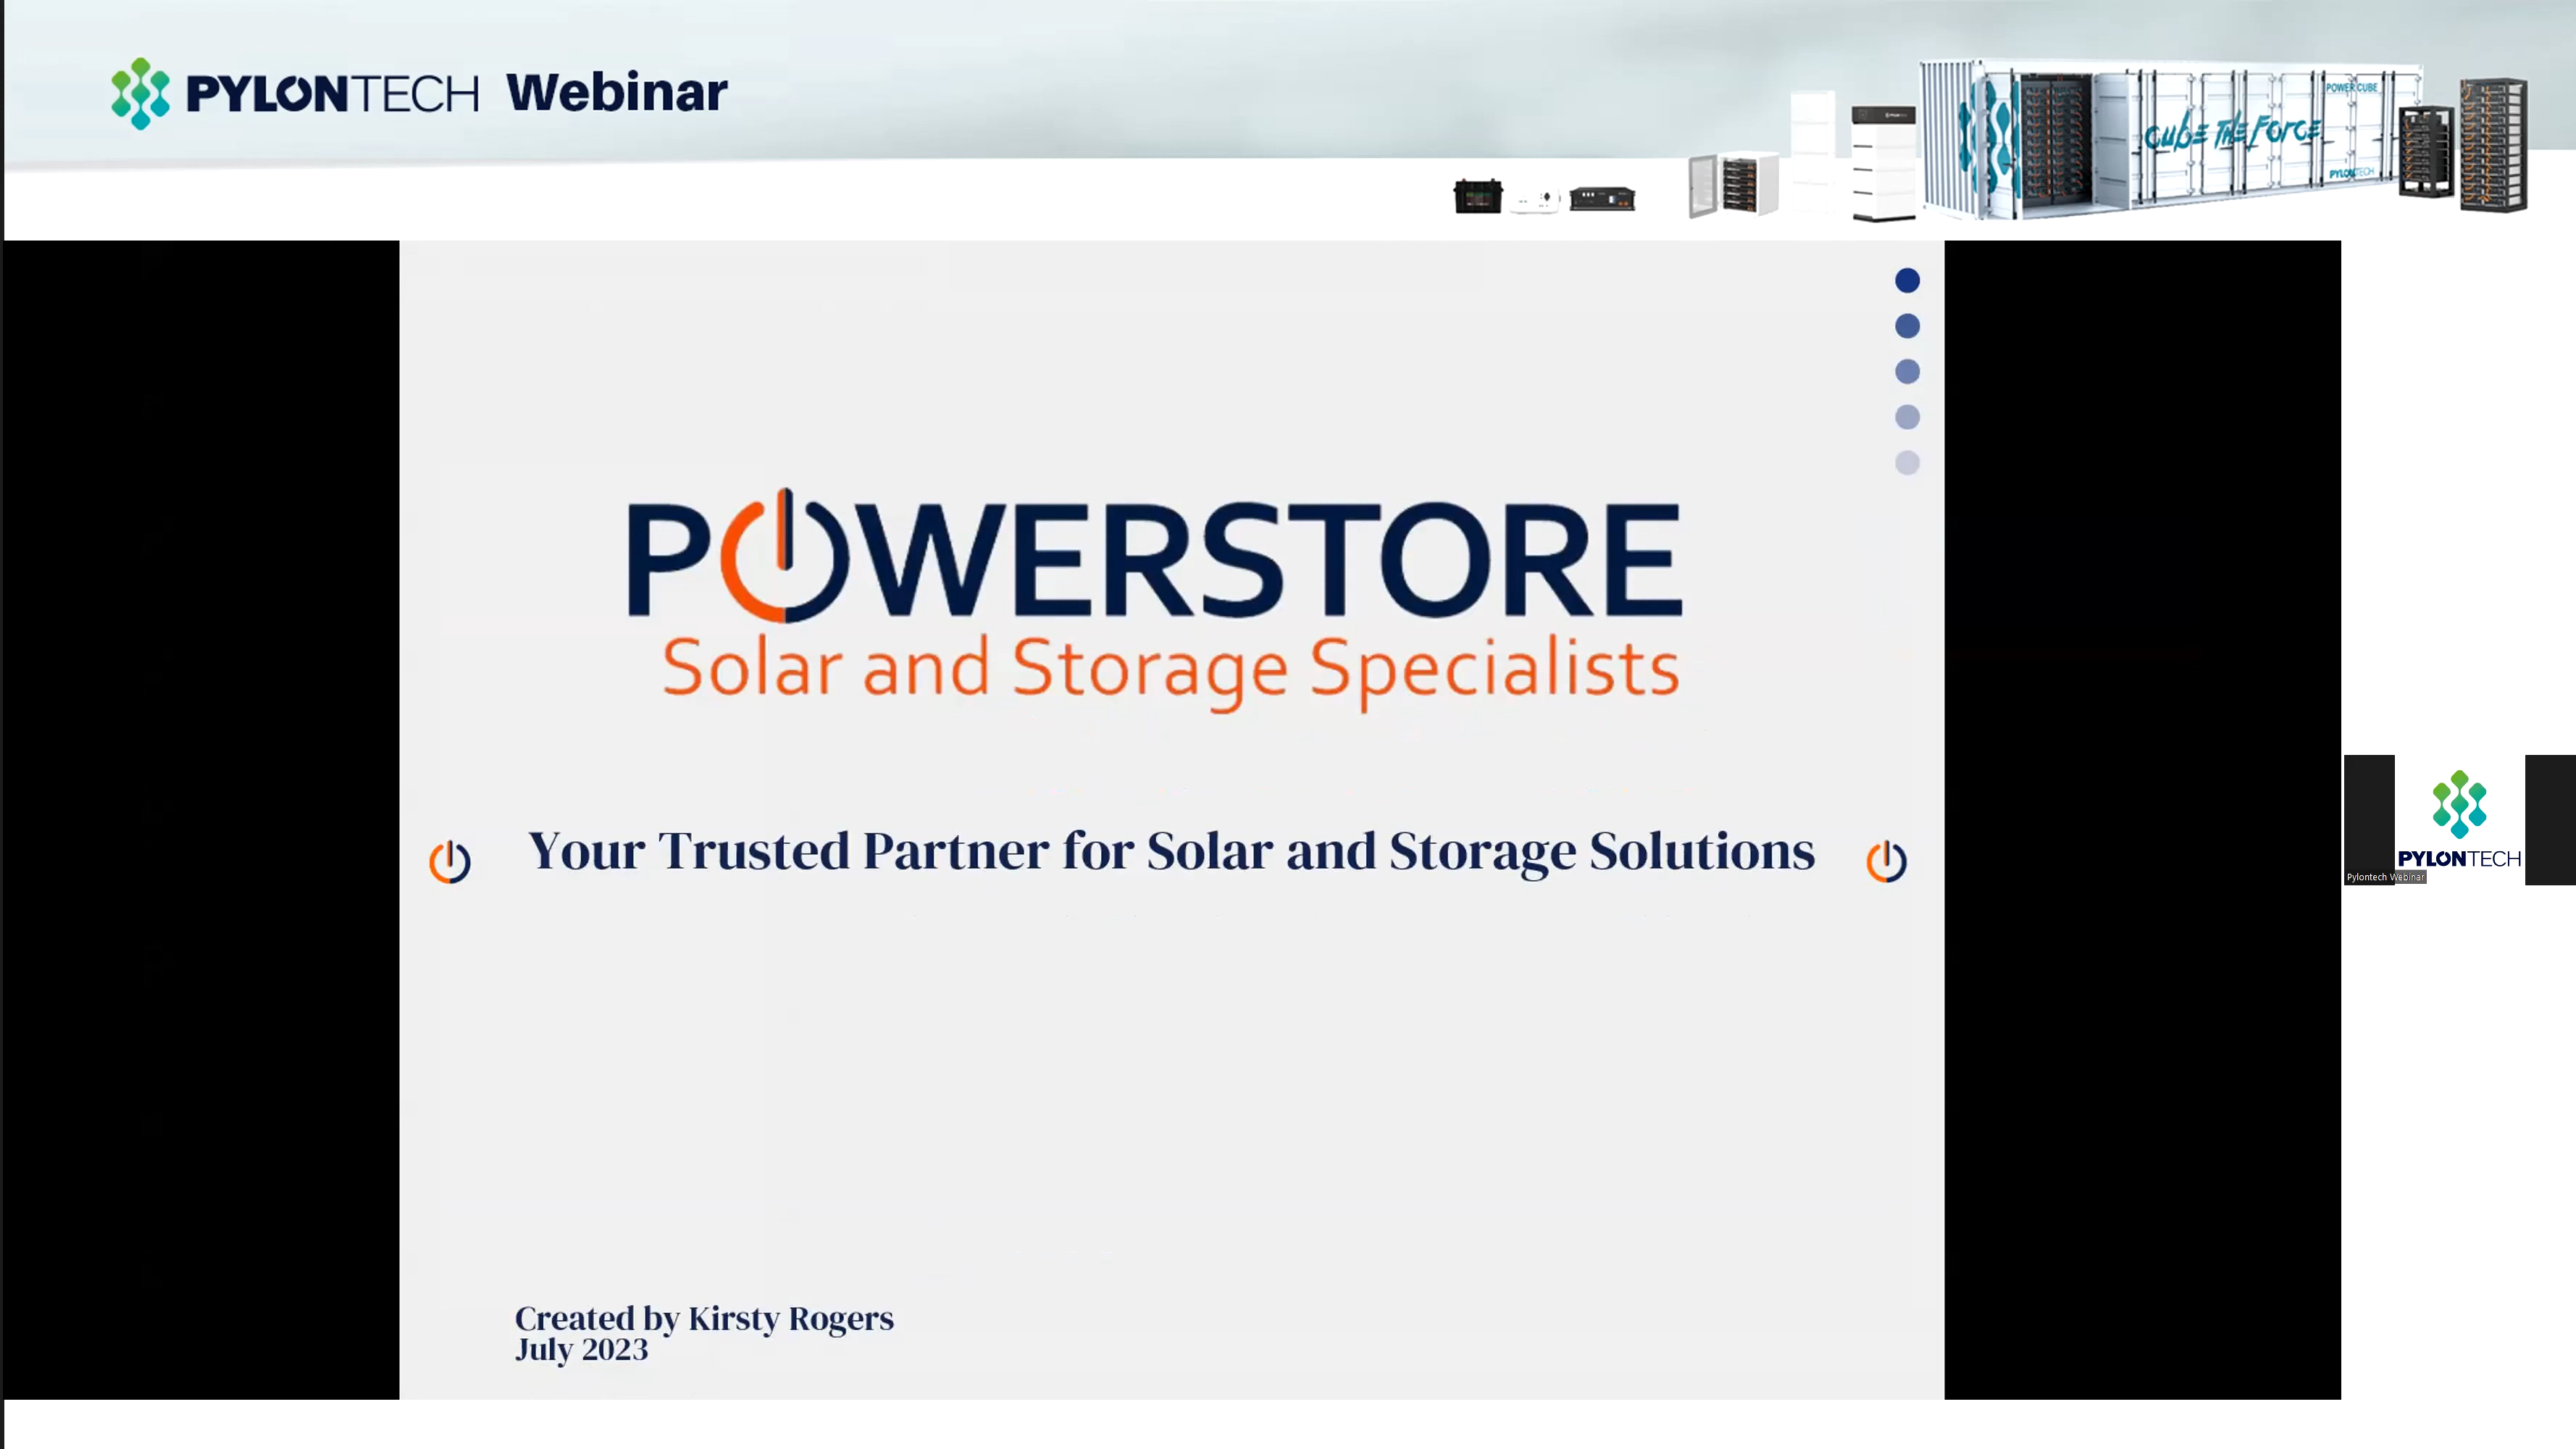 PYLONTECH Webinar
POWER CUBE
CUBE THE FORCE
PYLONTECH
POWERSTORE
Solar and Storage Specialists
Your Trusted Partner for Solar and Storage Solutions
PYLONTECH
Pylontech Webinar
Created by Kirsty Rogers
July 2023